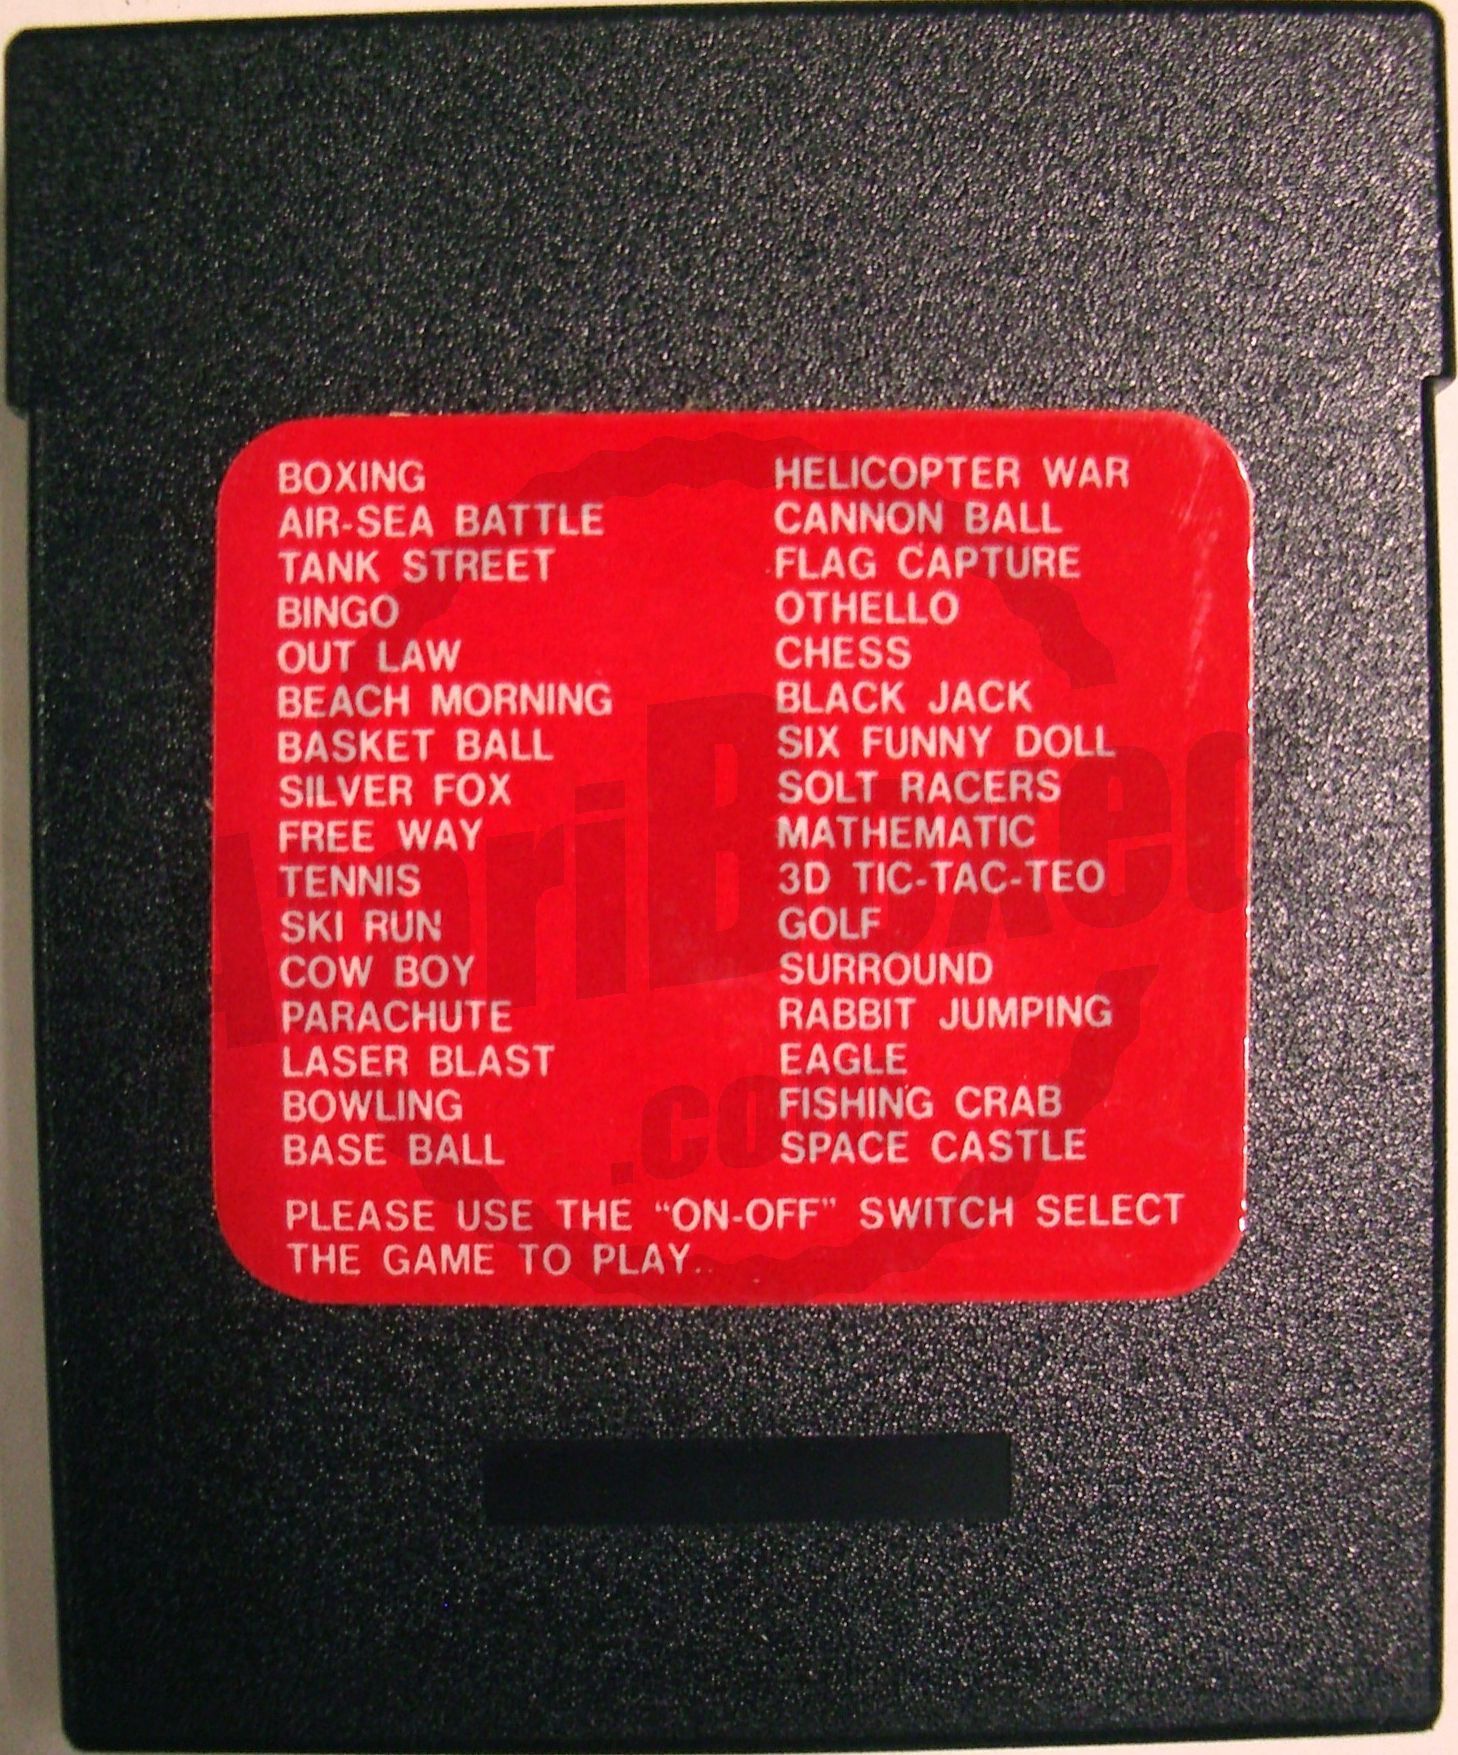 BOXING
AIR-SEA BATTLE
TANK STREET
BINGO
OUT LAW
BEACH MORNING
BASKET BALL
SILVER FOX
FREE WAY
TENNIS
SKI RUN
COW BOY
PARACHUTE
LASER BLAST
BOWLING
BASE BALL
HELICOPTER WAR
CANNON BALL
FLAG CAPTURE
OTHELLO
CHESS
BLACK JACK
SIX FUNNY DOLL
SOLT RACERS
MATHEMATIC
3D TIC-TAC-TEO
GOLF
SURROUND
RABBIT JUMPING
EAGLE
FISHING CRAB
SPACE CASTLE
PLEASE USE THE "ON-OFF" SWITCH SELECT
THE GAME TO PLAY..
AtariBoxed
.com